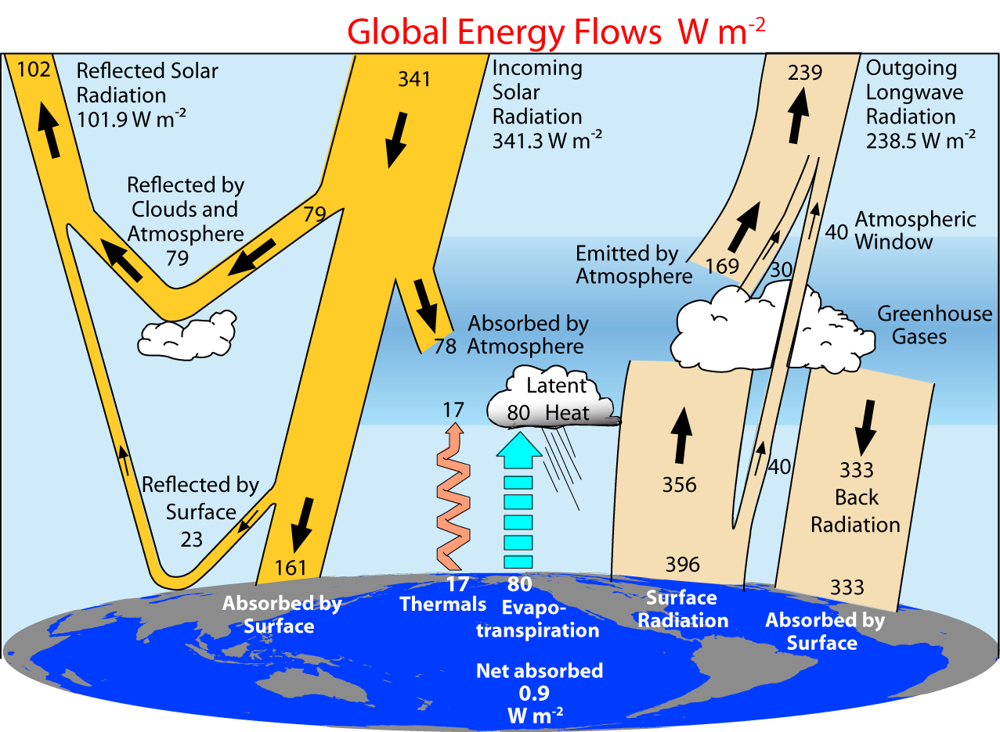 Global Energy Flows W m-2
102
Reflected Solar
Radiation
101.9 W m-2
341
Incoming
Solar
Radiation
341.3 W m-2
239
Outgoing
Longwave
Radiation
238.5 W m-2
Reflected by
Clouds and
Atmosphere
79
79
Emitted by
Atmosphere
169
30
40
Atmospheric
Window
Greenhouse
Gases
78
Absorbed by
Atmosphere
Latent
80 Heat
17
356
40
333
Back
Radiation
Reflected by
Surface
23
161
396
333
Absorbed by
Surface
17
Thermals
80
Evapo-
transpiration
Surface
Radiation
Absorbed by
Surface
Net absorbed
0.9
W m-2